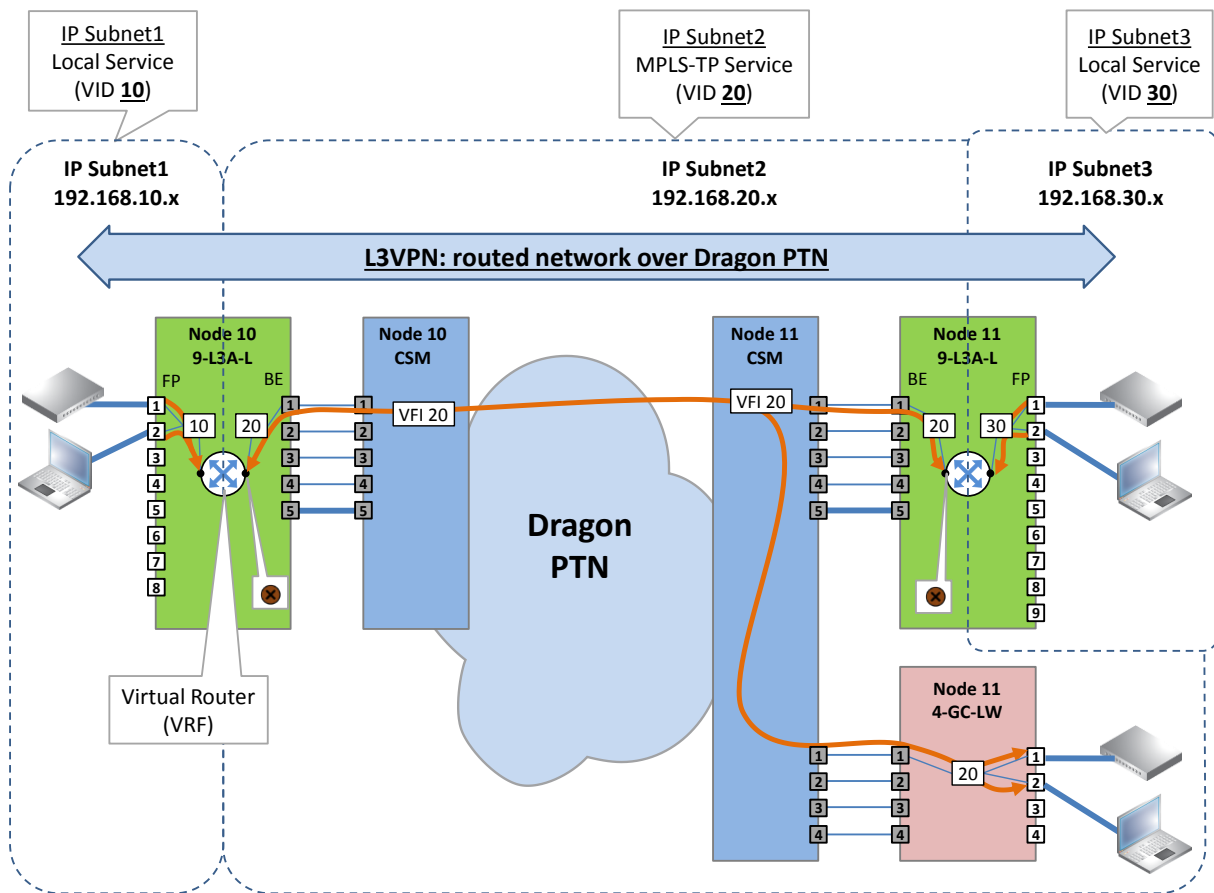 IP Subnet1
Local Service
(VID 10)
IP Subnet2
MPLS-TP Service
(VID 20)
IP Subnet3
Local Service
(VID 30)
IP Subnet1
192.168.10.x
IP Subnet2
192.168.20.x
IP Subnet3
192.168.30.x
L3VPN: routed network over Dragon PTN
Node 10
9-L3A-L
FP
BE
1
2
3
4
5
6
7
8
10
20
1
2
3
4
5
Node 10
CSM
1
2
3
4
5
VFI 20
Dragon
PTN
Node 11
CSM
VFI 20
1
2
3
4
5
Node 11
9-L3A-L
BE
FP
1
2
3
4
5
20
30
1
2
3
4
5
6
7
8
9
Virtual Router
(VRF)
1
2
3
4
Node 11
4-GC-LW
1
2
3
4
20
1
2
3
4